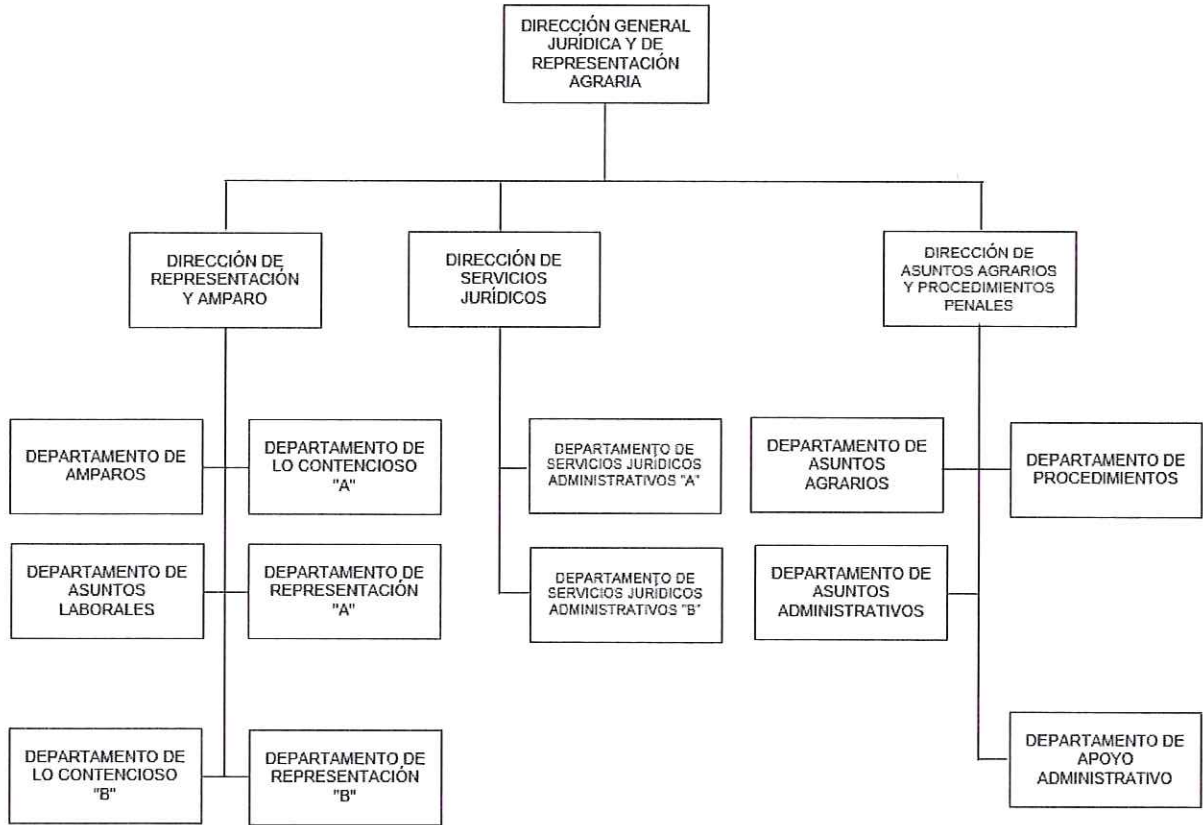 DIRECCIÓN GENERAL
JURÍDICA Y DE
REPRESENTACIÓN
AGRARIA
DIRECCIÓN DE
REPRESENTACIÓN
Y AMPARO
DIRECCIÓN DE
SERVICIOS
JURÍDICOS
DIRECCIÓN DE
ASUNTOS AGRARIOS
Y PROCEDIMIENTOS
PENALES
DEPARTAMENTO DE
AMPAROS
DEPARTAMENTO DE
LO CONTENCIOSO
"A"
DEPARTAMENTO DE
SERVICIOS JURÍDICOS
ADMINISTRATIVOS "A"
DEPARTAMENTO DE
ASUNTOS
AGRARIOS
DEPARTAMENTO DE
PROCEDIMIENTOS
DEPARTAMENTO DE
ASUNTOS
LABORALES
DEPARTAMENTO DE
REPRESENTACIÓN
"A"
DEPARTAMENTO DE
SERVICIOS JURÍDICOS
ADMINISTRATIVOS "B"
DEPARTAMENTO DE
ASUNTOS
ADMINISTRATIVOS
DEPARTAMENTO DE
LO CONTENCIOSO
"B"
DEPARTAMENTO DE
REPRESENTACIÓN
"B"
DEPARTAMENTO DE
APOYO
ADMINISTRATIVO